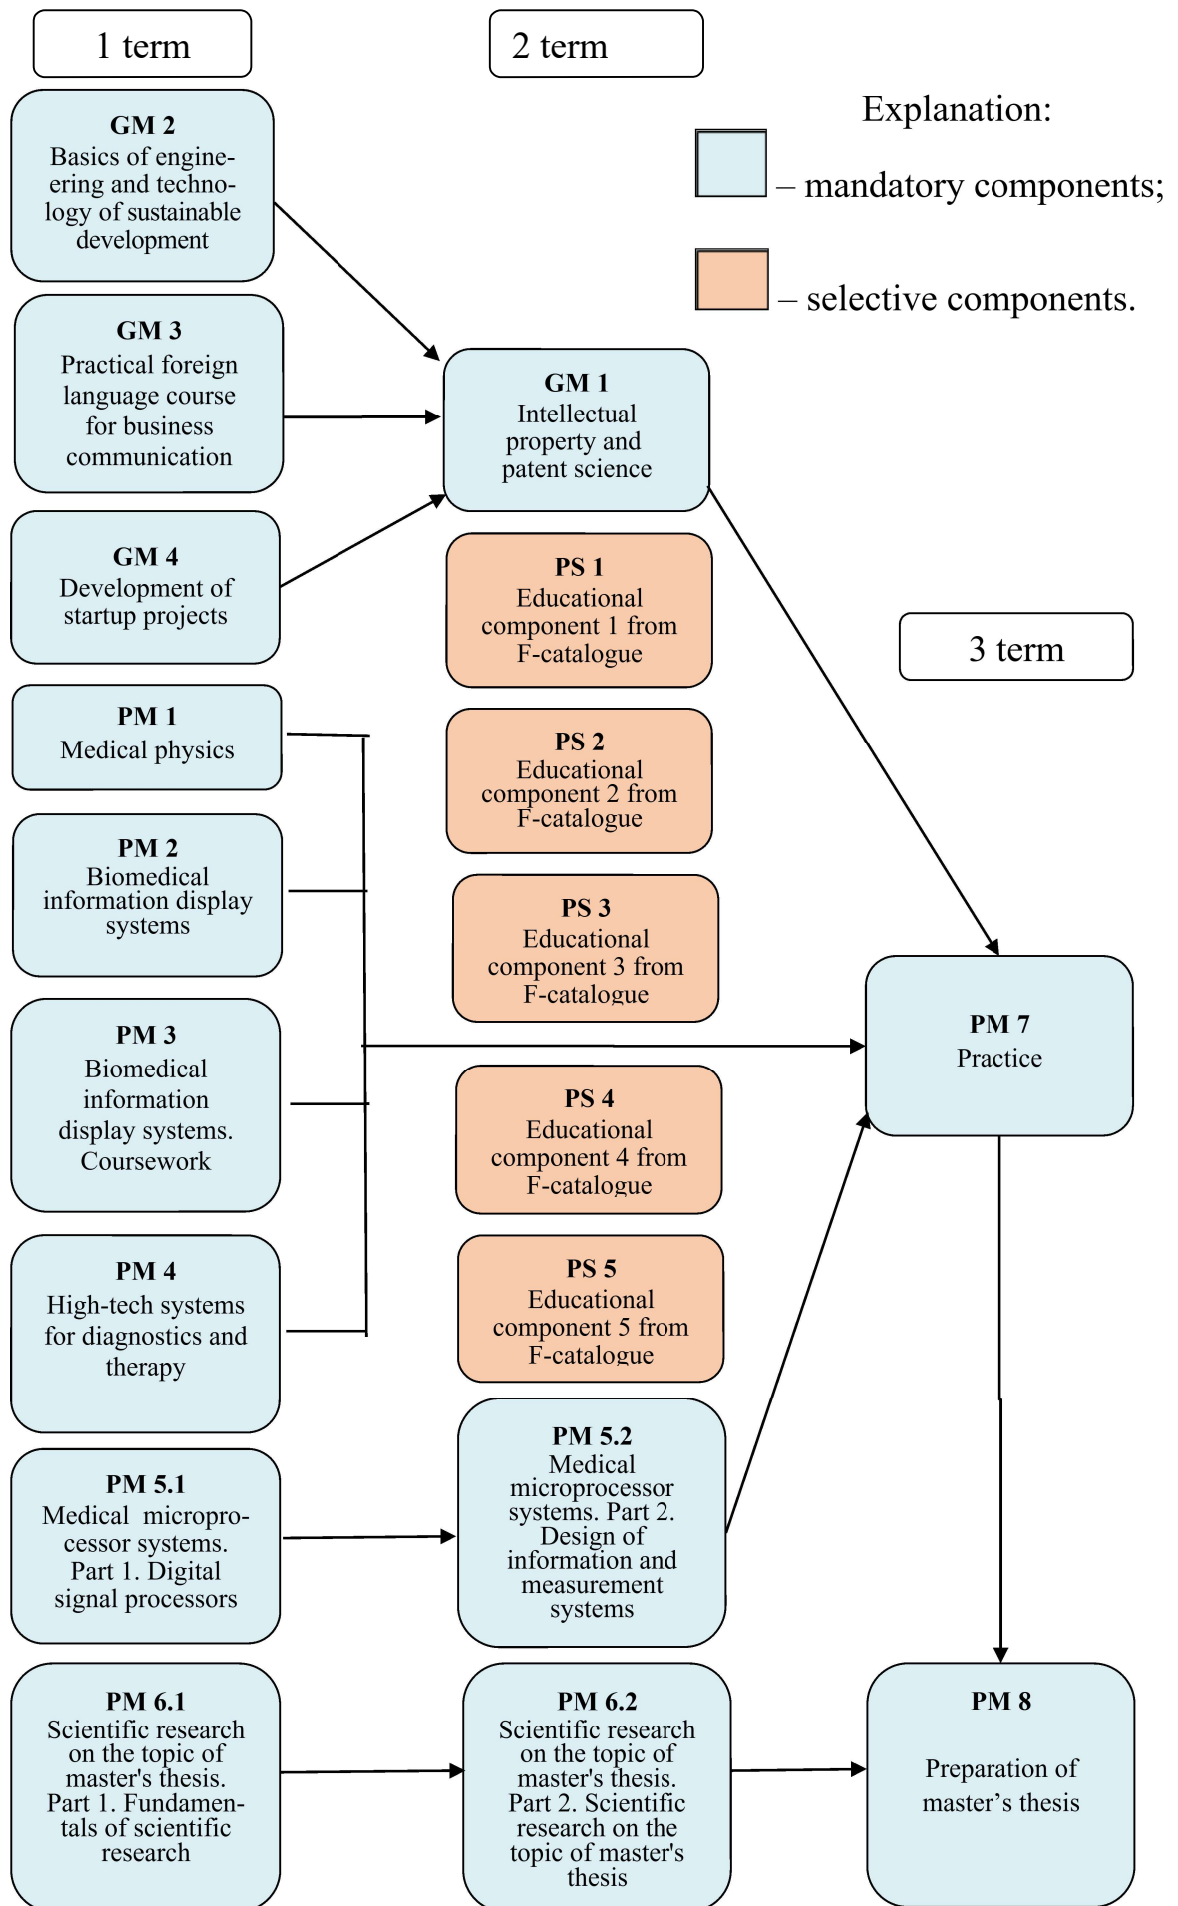 1 term
2 term
Explanation:
– mandatory components;
– selective components.
GM 2
Basics of engine-
ering and techno-
logy of sustainable
development
GM 3
Practical foreign
language course
for business
communication
GM 4
Development of
startup projects
PM 1
Medical physics
PM 2
Biomedical
information display
systems
PM 3
Biomedical
information
display systems.
Coursework
PM 4
High-tech systems
for diagnostics and
therapy
PM 5.1
Medical  micropro-
cessor systems.
Part 1. Digital
signal processors
PM 6.1
Scientific research
on the topic of
master's thesis.
Part 1. Fundamen-
tals of scientific
research
GM 1
Intellectual
property and
patent science
PS 1
Educational
component 1 from
F-catalogue
PS 2
Educational
component 2 from
F-catalogue
PS 3
Educational
component 3 from
F-catalogue
PS 4
Educational
component 4 from
F-catalogue
PS 5
Educational
component 5 from
F-catalogue
PM 5.2
Medical
microprocessor
systems. Part 2.
Design of
information and
measurement
systems
PM 6.2
Scientific research
on the topic of
master's thesis.
Part 2. Scientific
research on the
topic of master's
thesis
3 term
PM 7
Practice
PM 8
Preparation of
master’s thesis